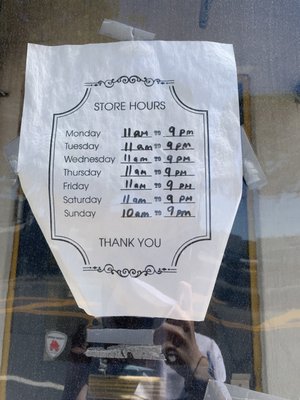 STORE HOURS
Monday 11am to 9pm
Tuesday 11am to 9pm
Wednesday 11am to 9pm
Thursday 11am to 9pm
Friday 11am to 9pm
Saturday 11am to 9pm
Sunday 10am to 9pm
THANK YOU